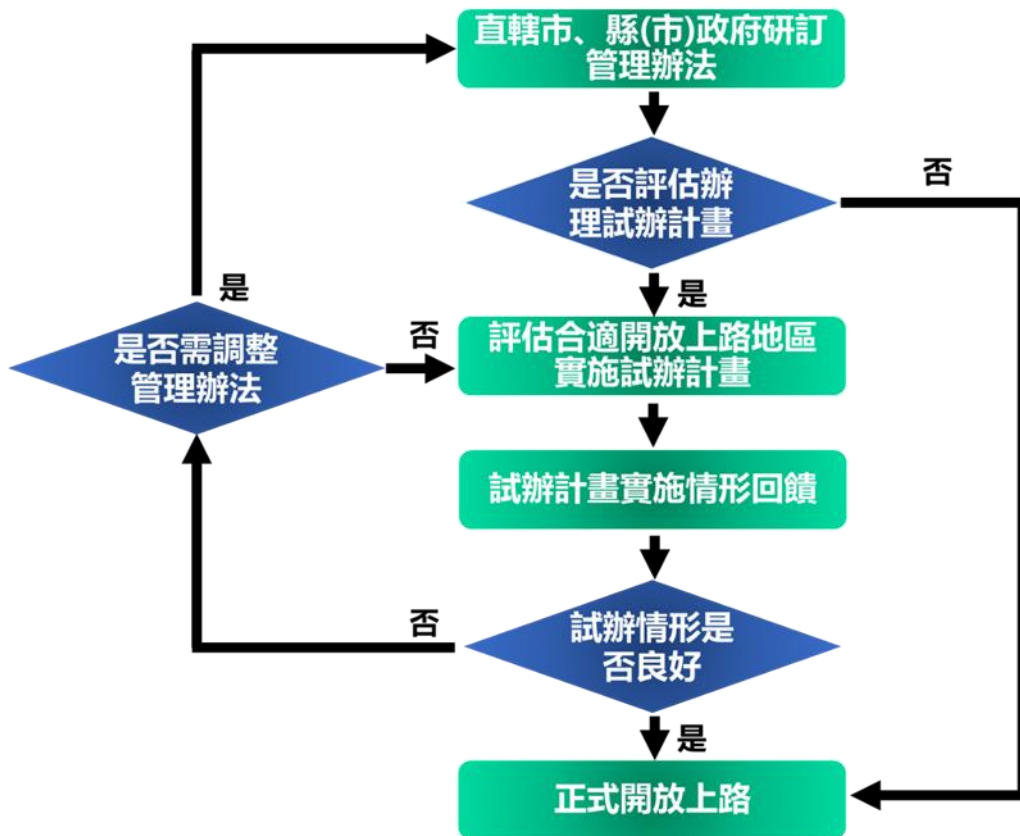 直轄市、縣(市)政府研訂
管理辦法
是否評估辦
理試辦計畫
否
是
評估合適開放上路地區
實施試辦計畫
是
是否需調整
管理辦法
否
試辦計畫實施情形回饋
試辦情形是
否良好
否
是
正式開放上路